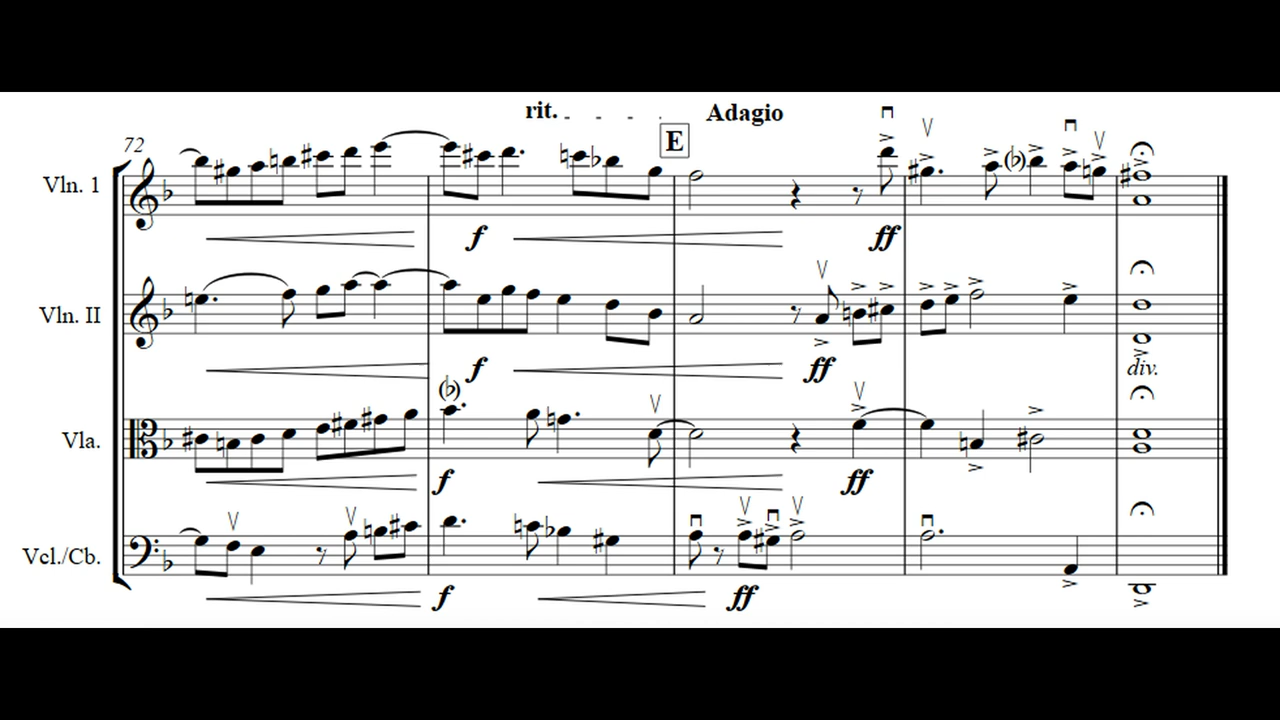 rit. Adagio
72
E
Vln. 1
f
ff
Vln. II
f
ff
div.
Vla.
f
ff
Vcl./Cb.
f
ff